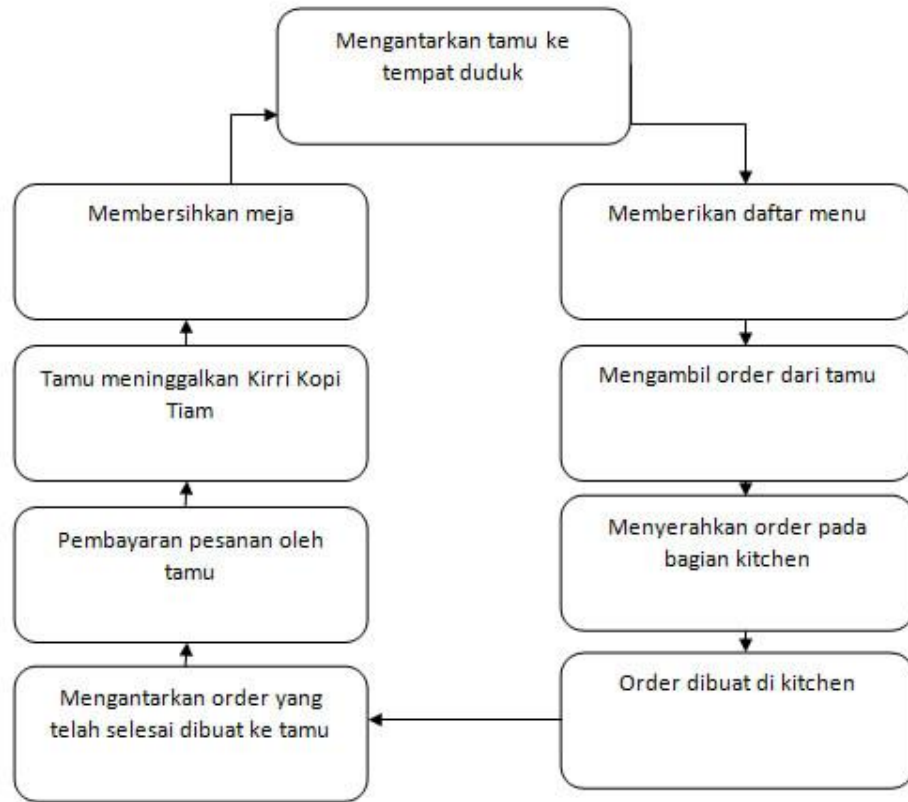 Mengantarkan tamu ke
tempat duduk
Memberikan daftar menu
Mengambil order dari tamu
Menyerahkan order pada
bagian kitchen
Order dibuat di kitchen
Mengantarkan order yang
telah selesai dibuat ke tamu
Pembayaran pesanan oleh
tamu
Tamu meninggalkan Kirri Kopi
Tiam
Membersihkan meja